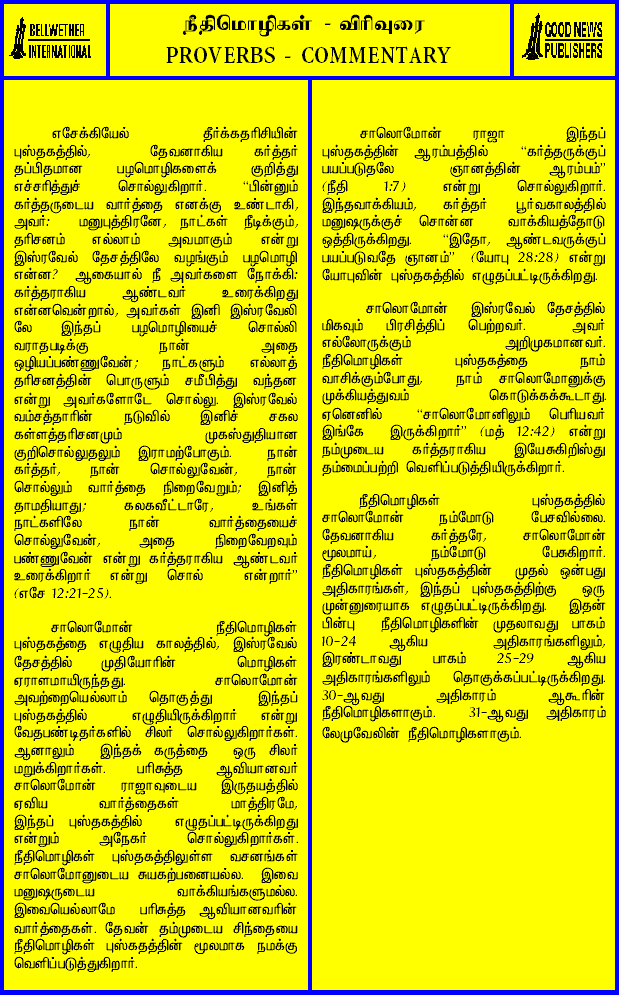 BELLWETHER
INTERNATIONAL
நீதிமொழிகள் - விரிவுரை
PROVERBS - COMMENTARY
GOOD NEWS
PUBLISHERS
எசேக்கியேல் தீர்க்கதரிசியின்
புஸ்தகத்தில், தேவனாகிய கர்த்தர்
தப்பிதமான பழமொழிகளைக் குறித்து
எச்சரித்துச் சொல்லுகிறார். “பின்னும்
கர்த்தருடைய வார்த்தை எனக்கு உண்டாகி,
அவர்: மனுபுத்திரனே, நாட்கள் நீடிக்கும்,
தரிசனம் எல்லாம் அவமாகும் என்று
இஸ்ரவேல் தேசத்திலே வழங்கும் பழமொழி
என்ன? ஆகையால் நீ அவர்களை நோக்கி:
கர்த்தராகிய ஆண்டவர் உரைக்கிறது
என்னவென்றால், அவர்கள் இனி இஸ்ரவேலி
லே இந்தப் பழமொழியைச் சொல்லி
வராதபடிக்கு நான் அதை
ஒழியப்பண்ணுவேன்; நாட்களும் எல்லாத்
தரிசனத்தின் பொருளும் சமீபித்து வந்தன
என்று அவர்களோடே சொல்லு. இஸ்ரவேல்
வம்சத்தாரின் நடுவில் இனிச் சகல
கள்ளத்தரிசனமும் முகஸ்துதியான
குறிசொல்லுதலும் இராமற்போகும். நான்
கர்த்தர், நான் சொல்லுவேன், நான்
சொல்லும் வார்த்தை நிறைவேறும்; இனித்
தாமதியாது; கலகவீட்டாரே, உங்கள்
நாட்களிலே நான் வார்த்தையைச்
சொல்லுவேன், அதை நிறைவேறவும்
பண்ணுவேன் என்று கர்த்தராகிய ஆண்டவர்
உரைக்கிறார் என்று சொல் என்றார்”
(எசே 12:21-25).
சாலொமோன் நீதிமொழிகள்
புஸ்தகத்தை எழுதிய காலத்தில், இஸ்ரவேல்
தேசத்தில் முதியோரின் மொழிகள்
ஏராளமாயிருந்தது. சாலொமோன்
அவற்றையெல்லாம் தொகுத்து இந்தப்
புஸ்தகத்தில் எழுதியிருக்கிறார் என்று
வேதபண்டிதர்களில் சிலர் சொல்லுகிறார்கள்.
ஆனாலும் இந்தக் கருத்தை ஒரு சிலர்
மறுக்கிறார்கள். பரிசுத்த ஆவியானவர்
சாலொமோன் ராஜாவுடைய இருதயத்தில்
ஏவிய வார்த்தைகள் மாத்திரமே,
இந்தப் புஸ்தகத்தில் எழுதப்பட்டிருக்கிறது
என்றும் அநேகர் சொல்லுகிறார்கள்.
நீதிமொழிகள் புஸ்தகத்திலுள்ள வசனங்கள்
சாலொமோனுடைய சுயகற்பனையல்ல. இவை
மனுஷருடைய வாக்கியங்களுமல்ல.
இவையெல்லாமே பரிசுத்த ஆவியானவரின்
வார்த்தைகள். தேவன் தம்முடைய சிந்தையை
நீதிமொழிகள் புஸ்கதத்தின் மூலமாக நமக்கு
வெளிப்படுத்துகிறார்.
சாலொமோன் ராஜா இந்தப்
புஸ்தகத்தின் ஆரம்பத்தில் “கர்த்தருக்குப்
பயப்படுதலே ஞானத்தின் ஆரம்பம்”
(நீதி 1:7) என்று சொல்லுகிறார்.
இந்தவாக்கியம், கர்த்தர் பூர்வகாலத்தில்
மனுஷருக்குச் சொன்ன வாக்கியத்தோடு
ஒத்திருக்கிறது. “இதோ, ஆண்டவருக்குப்
பயப்படுவதே ஞானம்” (யோபு 28:28) என்று
யோபுவின் புஸ்தகத்தில் எழுதப்பட்டிருக்கிறது.
சாலொமோன் இஸ்ரவேல் தேசத்தில்
மிகவும் பிரசித்திப் பெற்றவர். அவர்
எல்லோருக்கும் அறிமுகமானவர்.
நீதிமொழிகள் புஸ்தகத்தை நாம்
வாசிக்கும்போது, நாம் சாலொமோனுக்கு
முக்கியத்துவம் கொடுக்கக்கூடாது.
ஏனெனில் “சாலொமோனிலும் பெரியவர்
இங்கே இருக்கிறார்” (மத் 12:42) என்று
நம்முடைய கர்த்தராகிய இயேசுகிறிஸ்து
தம்மைப்பற்றி வெளிப்படுத்தியிருக்கிறார்.
நீதிமொழிகள் புஸ்தகத்தில்
சாலொமோன் நம்மோடு பேசவில்லை.
தேவனாகிய கர்த்தரே, சாலொமோன்
மூலமாய், நம்மோடு பேசுகிறார்.
நீதிமொழிகள் புஸ்தகத்தின் முதல் ஒன்பது
அதிகாரங்கள், இந்தப் புஸ்தகத்திற்கு ஒரு
முன்னுரையாக எழுதப்பட்டிருக்கிறது. இதன்
பின்பு நீதிமொழிகளின் முதலாவது பாகம்
10-24 ஆகிய அதிகாரங்களிலும்,
இரண்டாவது பாகம் 25-29 ஆகிய
அதிகாரங்களிலும் தொகுக்கப்பட்டிருக்கிறது.
30-ஆவது அதிகாரம் ஆகூரின்
நீதிமொழிகளாகும். 31-ஆவது அதிகாரம்
லேமுவேலின் நீதிமொழிகளாகும்.